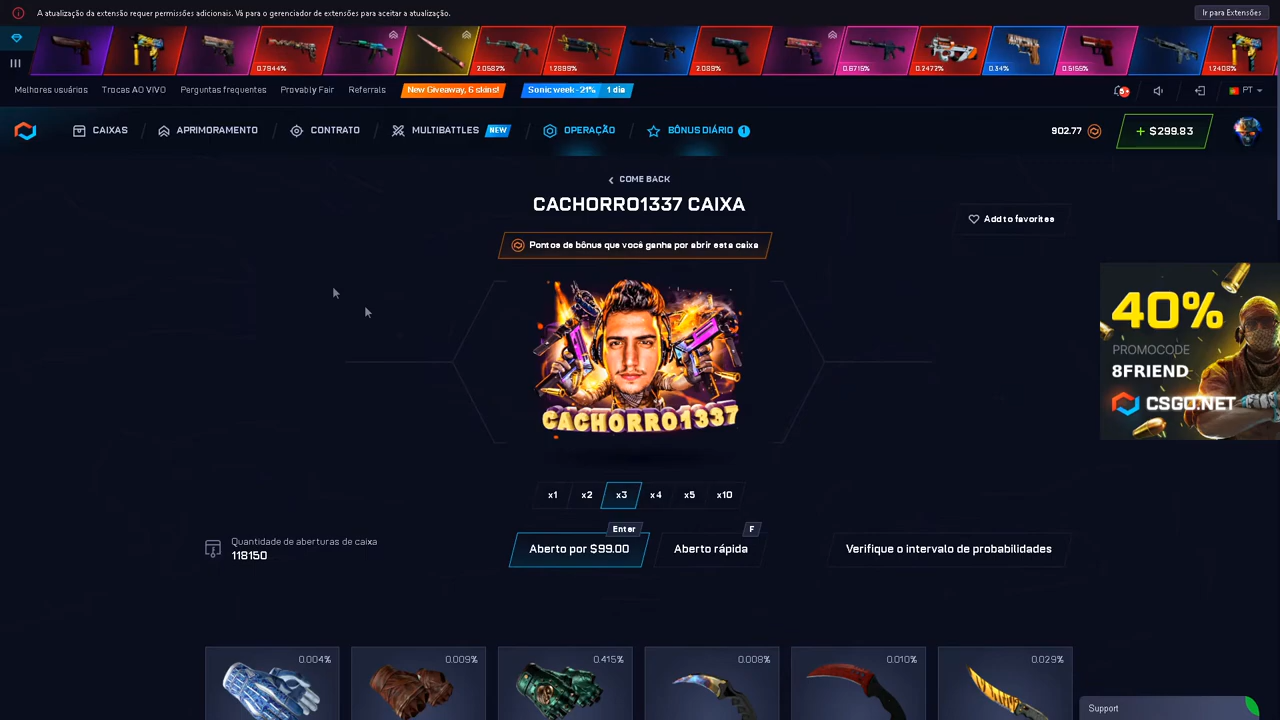 A atualização da extensão requer permissões adicionais. Vá para o gerenciador de extensões para aceitar a atualização.
Ir para Extensões
0.7944%
2.0582%
1.2899%
2.089%
0.6715%
0.2472%
0.34%
0.5155%
1.2408%
Melhores usuários
Trocas AO VIVO
Perguntas frequentes
Provably Fair
Referrals
New Giveaway, 6 skins!
Sonic week -21%
1 dia
5+
PT
CAIXAS
APRIMORAMENTO
CONTRATO
MULTIBATTLES
NEW
OPERAÇÃO
BÔNUS DIÁRIO
1
902.77
+ $299.83
COME BACK
CACHORRO1337 CAIXA
Add to favorites
Pontos de bônus que você ganha por abrir esta caixa
CACHORRO1337
40%
PROMOCODE
8FRIEND
CSGO.NET
x1
x2
x3
x4
x5
x10
Enter
F
Quantidade de aberturas de caixa
118150
Aberto por $99.00
Aberto rápida
Verifique o intervalo de probabilidades
0.004%
0.009%
0.415%
0.008%
0.010%
0.029%
Support